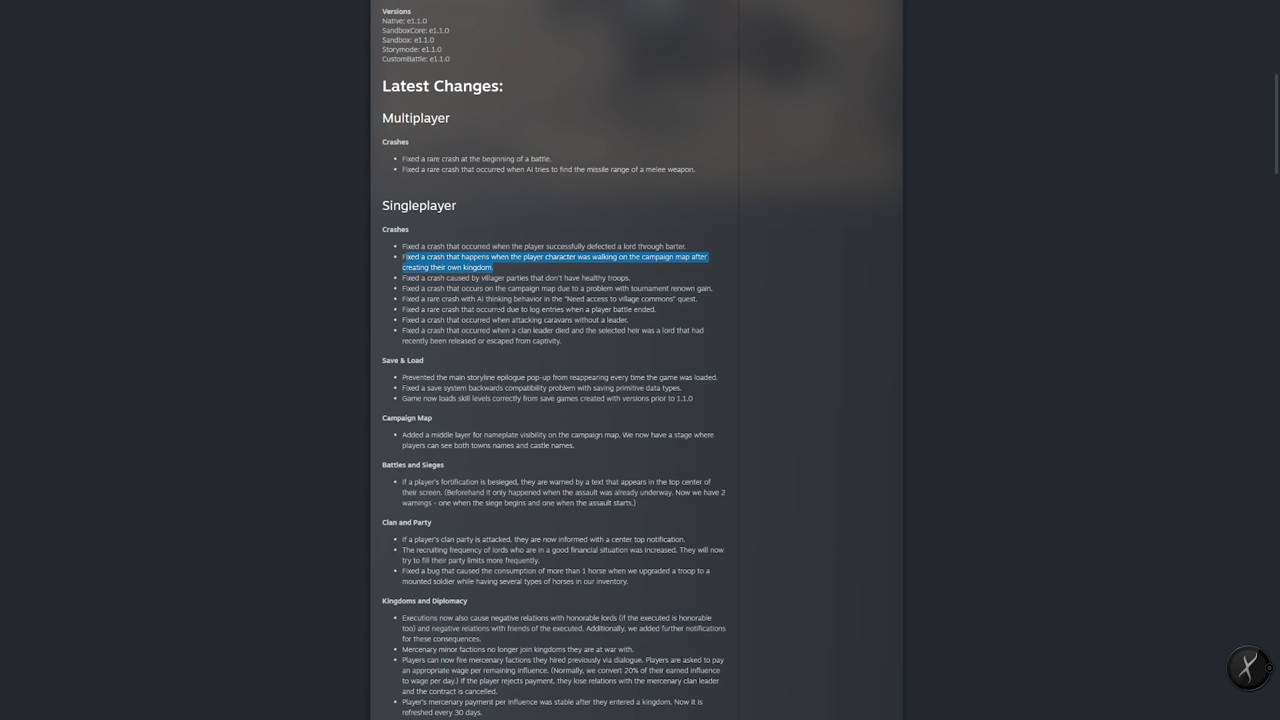 Versions
Native: e1.1.0
SandboxCore: e1.1.0
Sandbox: e1.1.0
Storymode: e1.1.0
CustomBattle: e1.1.0
Latest Changes:
Multiplayer
Crashes
Fixed a rare crash at the beginning of a battle.
Fixed a rare crash that occurred when AI tries to find the missile range of a melee weapon.
Singleplayer
Crashes
Fixed a crash that occurred when the player successfully defected a lord through barter.
Fixed a crash that happens when the player character was walking on the campaign map after
creating their own kingdom.
Fixed a crash caused by villager parties that don't have healthy troops.
Fixed a crash that occurs on the campaign map due to a problem with tournament renown gain.
Fixed a rare crash with AI thinking behavior in the "Need access to village commons" quest.
Fixed a rare crash that occurred due to log entries when a player battle ended.
Fixed a crash that occurred when attacking caravans without a leader.
Fixed a crash that occurred when a clan leader died and the selected heir was a lord that had
recently been released or escaped from captivity.
Save & Load
Prevented the main storyline epilogue pop-up from reappearing every time the game was loaded.
Fixed a save system backwards compatibility problem with saving primitive data types.
Game now loads skill levels correctly from save games created with versions prior to 1.1.0
Campaign Map
Added a middle layer for nameplate visibility on the campaign map. We now have a stage where
players can see both towns names and castle names.
Battles and Sieges
If a player's fortification is besieged, they are warned by a text that appears in the top center of
their screen. (Beforehand it only happened when the assault was already underway. Now we have 2
warnings - one when the siege begins and one when the assault starts.)
Clan and Party
If a player's clan party is attacked, they are now informed with a center top notification.
The recruiting frequency of lords who are in a good financial situation was increased. They will now
try to fill their party limits more frequently.
Fixed a bug that caused the consumption of more than 1 horse when we upgraded a troop to a
mounted soldier while having several types of horses in our inventory.
Kingdoms and Diplomacy
Executions now also cause negative relations with honorable lords (if the executed is honorable
too) and negative relations with friends of the executed. Additionally, we added further notifications
for these consequences.
Mercenary minor factions no longer join kingdoms they are at war with.
Players can now fire mercenary factions they hired previously via dialogue. Players are asked to pay
an appropriate wage per remaining influence. (Normally, we convert 20% of their earned influence
to wage per day.) If the player rejects payment, they lose relations with the mercenary clan leader
and the contract is cancelled.
Player's mercenary payment per influence was stable after they entered a kingdom. Now it is
refreshed every 30 days.